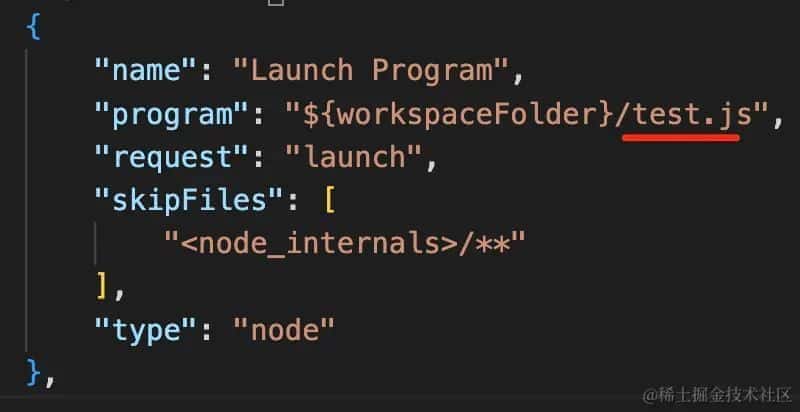 {
"name": "Launch Program",
"program": "${workspaceFolder}/test.js",
"request": "launch",
"skipFiles": [
"<node_internals>/**"
],
"type": "node"
},
@稀土掘金技术社区